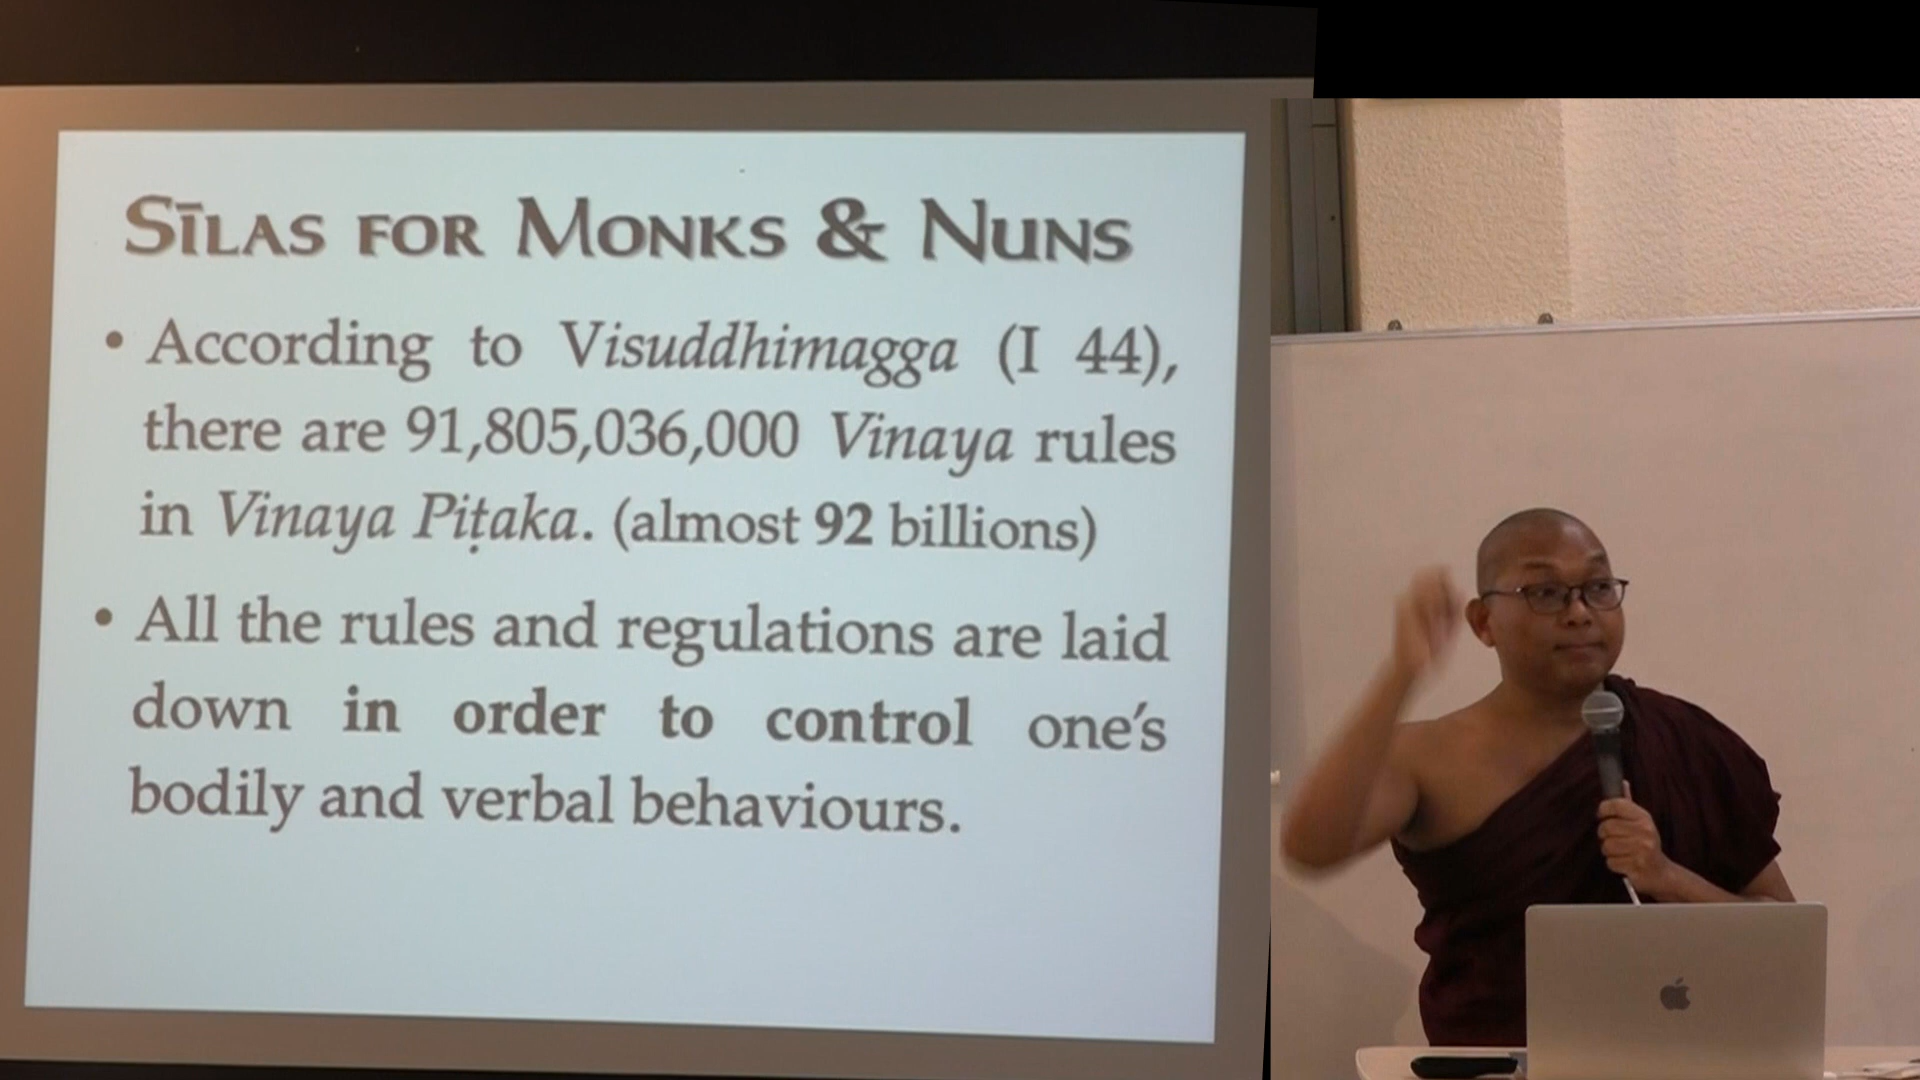 Sīlas for Monks & Nuns
• According to Visuddhimagga (I 44),
there are 91,805,036,000 Vinaya rules
in Vinaya Piṭaka. (almost 92 billions)
• All the rules and regulations are laid
down in order to control one's
bodily and verbal behaviours.